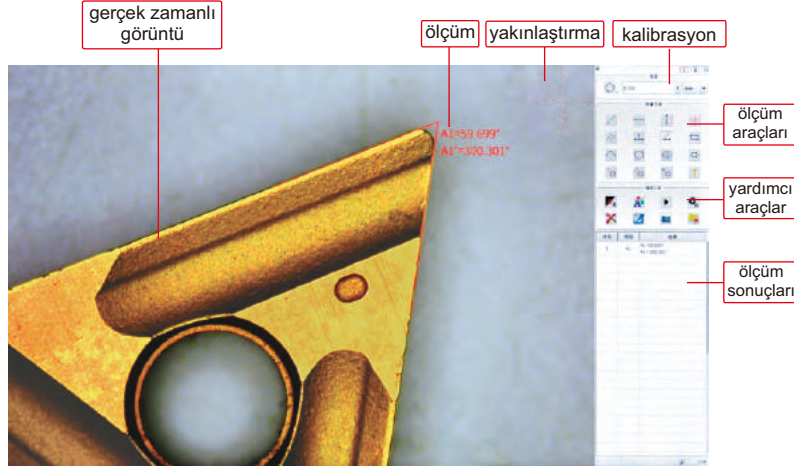 gerçek zamanlı
görüntü
ölçüm
yakınlaştırma
kalibrasyon
A1=59.699°
A1'=300.301°
ölçüm
araçları
yardımcı
araçlar
ölçüm
sonuçları